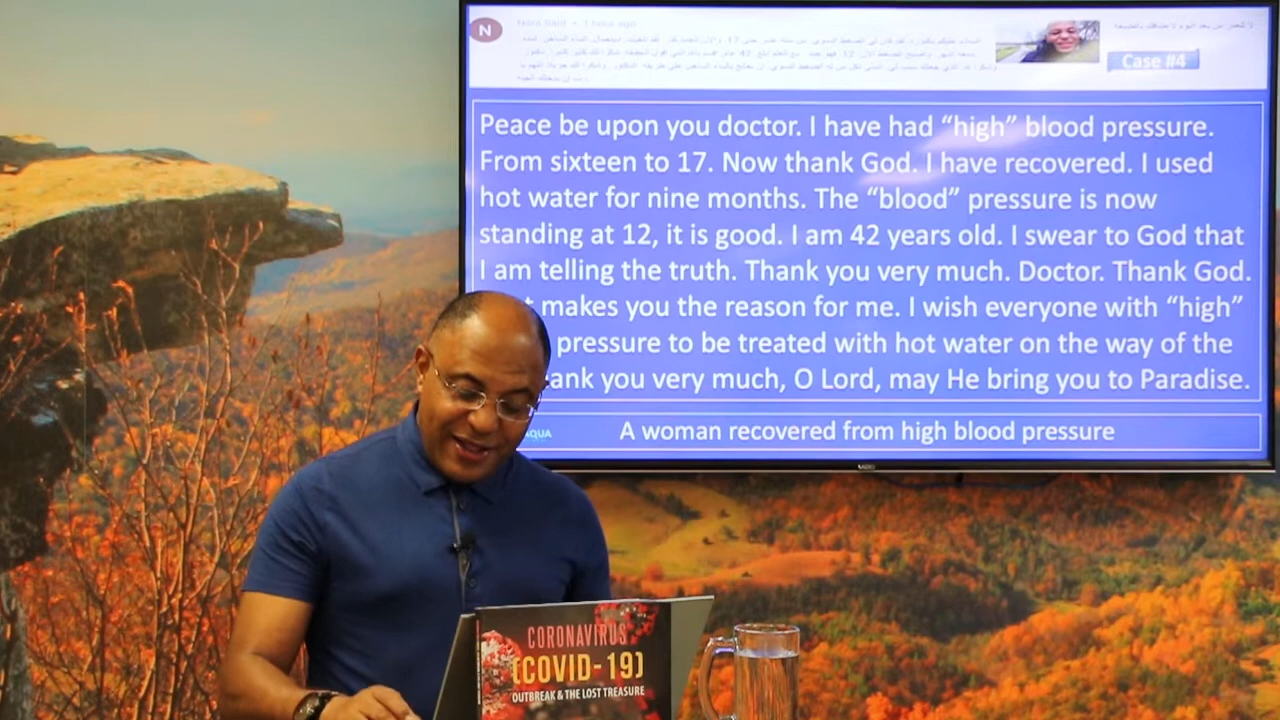 N
Case #4
Peace be upon you doctor. I have had “high” blood pressure.
From sixteen to 17. Now thank God. I have recovered. I used
hot water for nine months. The “blood” pressure is now
standing at 12, it is good. I am 42 years old. I swear to God that
I am telling the truth. Thank you very much. Doctor. Thank God.
makes you the reason for me. I wish everyone with “high”
pressure to be treated with hot water on the way of the
you very much, O Lord, may He bring you to Paradise.
QUA
A woman recovered from high blood pressure
CORONAVIRUS
(COVID-19)
OUTBREAK & THE LOST TREASURE